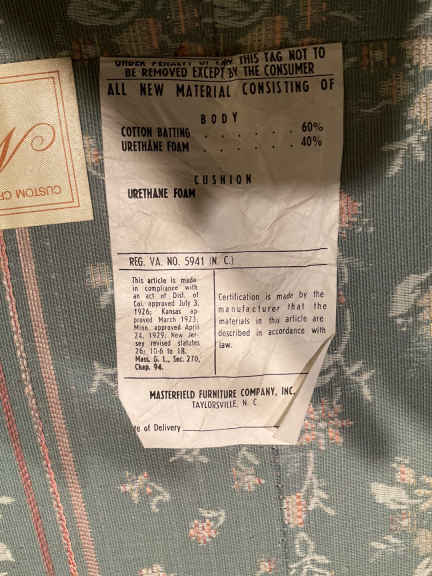 UNDER PENALTY OF LAW THIS TAG NOT TO
BE REMOVED EXCEPT BY THE CONSUMER
ALL NEW MATERIAL CONSISTING OF
BODY
COTTON BATTING . . . . . . 60%
URETHANE FOAM . . . . . . 40%
CUSHION
URETHANE FOAM
REG. VA. NO. 5941 (N. C.)
This article is made
in compliance with
an act of Dist. of
Col. approved July 3,
1926; Kansas ap-
proved March 1923;
Minn. approved April
24, 1929; New Jer-
sey revised statutes
26: 10-6 to 18.
Mass. G. L., Sec. 270,
Chap. 94.
Certification is made by the
manufacturer that the
materials in this article are
described in accordance with
law.
MASTERFIELD FURNITURE COMPANY, INC.
TAYLORSVILLE, N. C.
te of Delivery
CUSTOM